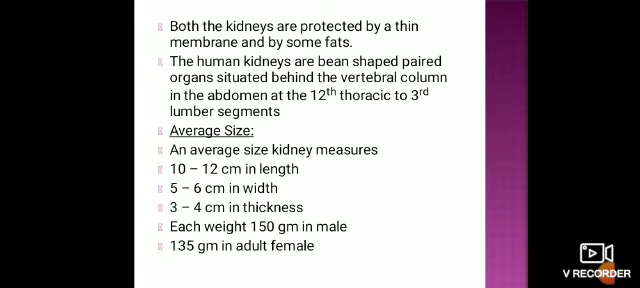 Both the kidneys are protected by a thin
membrane and by some fats.
The human kidneys are bean shaped paired
organs situated behind the vertebral column
in the abdomen at the 12th thoracic to 3rd
lumber segments
Average Size:
An average size kidney measures
10 – 12 cm in length
5 – 6 cm in width
3 – 4 cm in thickness
Each weight 150 gm in male
135 gm in adult female
V RECORDER